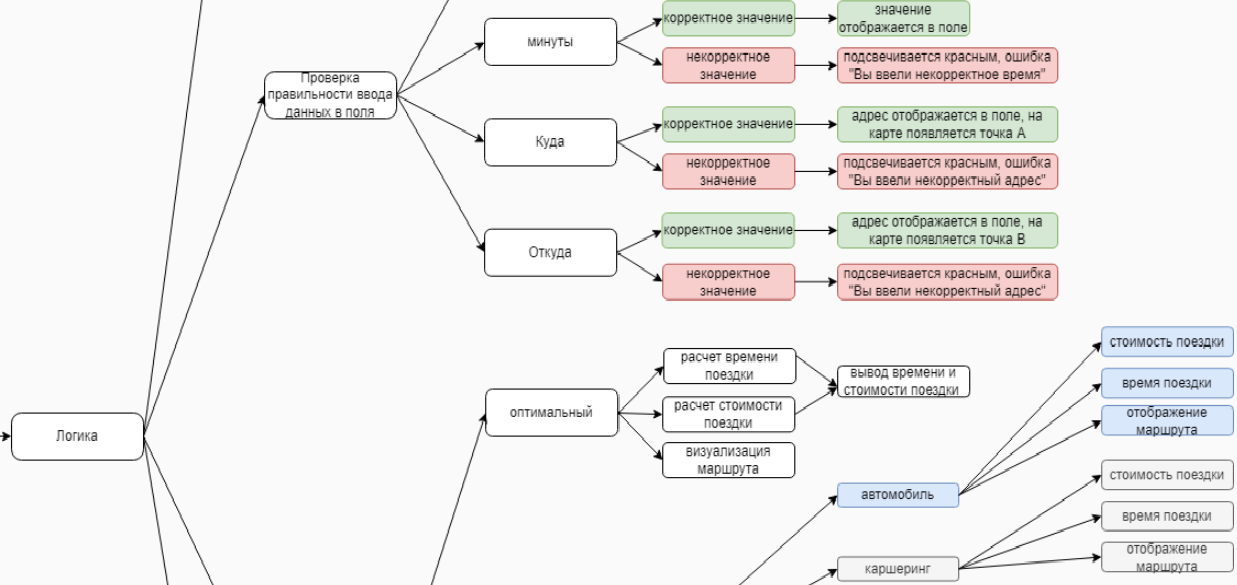 минуты
корректное значение
значение
отображается в поле
некорректное
значение
подсвечивается красным, ошибка
"Вы ввели некорректное время"
Проверка
правильности ввода
данных в поля
Куда
корректное значение
адрес отображается в поле, на
карте появляется точка А
некорректное
значение
подсвечивается красным, ошибка
"Вы ввели некорректный адрес"
Откуда
корректное значение
адрес отображается в поле, на
карте появляется точка В
некорректное
значение
подсвечивается красным, ошибка
"Вы ввели некорректный адрес"
Логика
оптимальный
расчет времени
поездки
расчет стоимости
поездки
визуализация
маршрута
вывод времени и
стоимости поездки
автомобиль
стоимость поездки
время поездки
отображение
маршрута
каршеринг
стоимость поездки
время поездки
отображение
маршрута